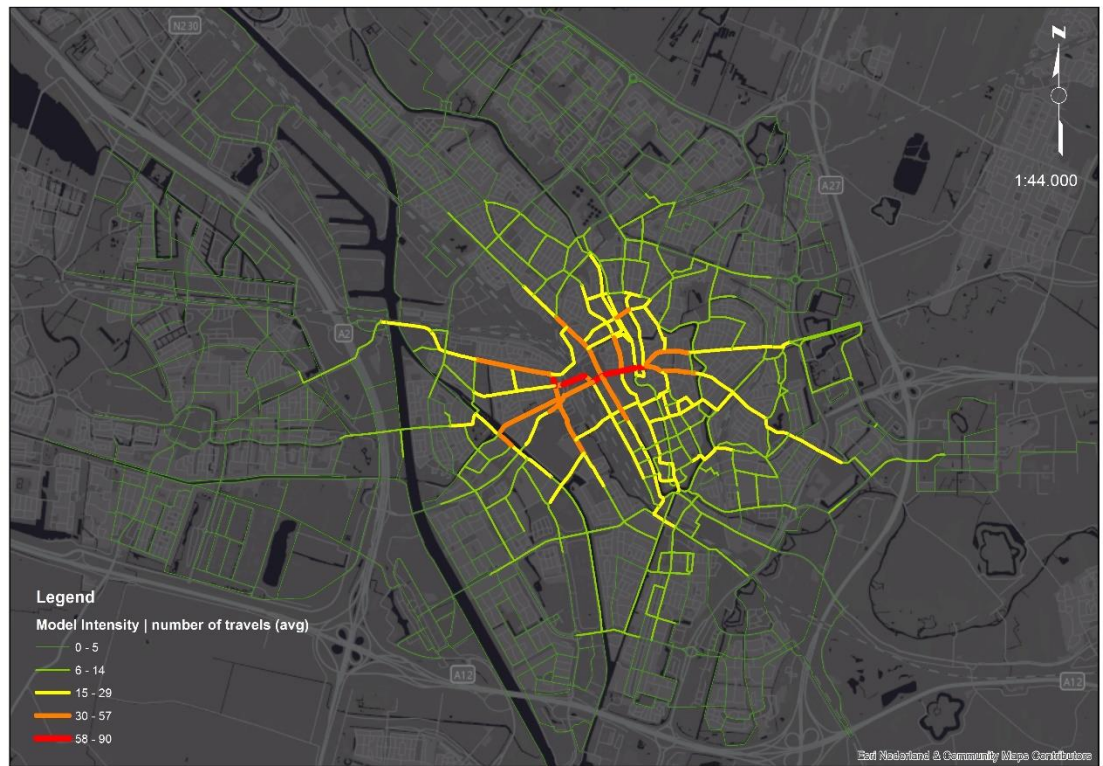 N230
N
1:44.000
A27
A2
Legend
Model Intensity | number of travels (avg)
0 - 5
6 - 14
15 - 29
30 - 57
58 - 90
A12
A12
Esri Nederland & Community Maps Contributors